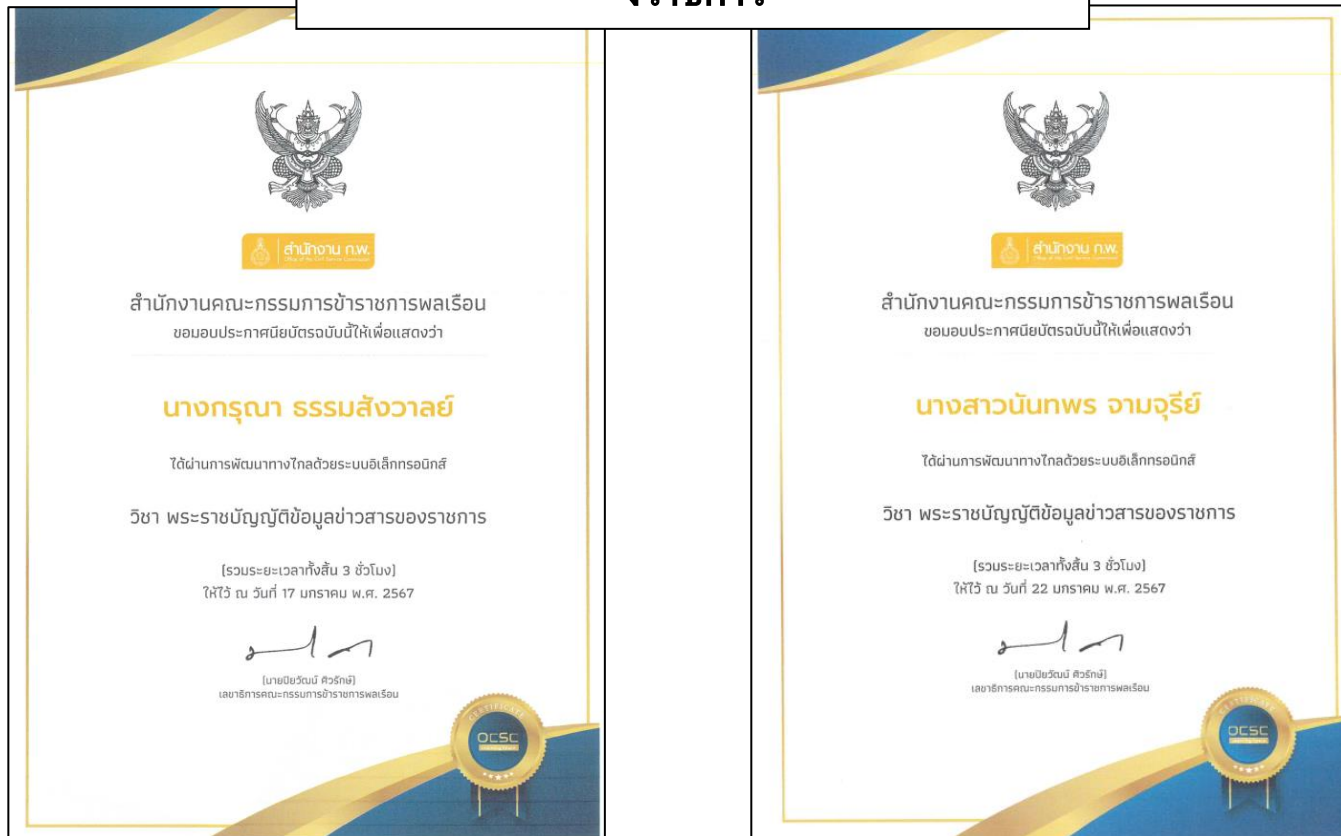 งราชการ
สำนักงาน ก.พ.
Office of the Civil Service Commission
สำนักงานคณะกรรมการข้าราชการพลเรือน
ขอมอบประกาศนียบัตรฉบับนี้ให้เพื่อแสดงว่า
นางกรุณา ธรรมสังวาลย์
ได้ผ่านการพัฒนาทางไกลด้วยระบบอิเล็กทรอนิกส์
วิชา พระราชบัญญัติข้อมูลข่าวสารของราชการ
(รวมระยะเวลาทั้งสิ้น 3 ชั่วโมง)
ให้ไว้ ณ วันที่ 17 มกราคม พ.ศ. 2567
(นายปิยวัฒน์ ศิวรักษ์)
เลขาธิการคณะกรรมการข้าราชการพลเรือน
CERTIFICATE
OCSC
สำนักงาน ก.พ.
Office of the Civil Service Commission
สำนักงานคณะกรรมการข้าราชการพลเรือน
ขอมอบประกาศนียบัตรฉบับนี้ให้เพื่อแสดงว่า
นางสาวนันทพร จามจุรีย์
ได้ผ่านการพัฒนาทางไกลด้วยระบบอิเล็กทรอนิกส์
วิชา พระราชบัญญัติข้อมูลข่าวสารของราชการ
(รวมระยะเวลาทั้งสิ้น 3 ชั่วโมง)
ให้ไว้ ณ วันที่ 22 มกราคม พ.ศ. 2567
(นายปิยวัฒน์ ศิวรักษ์)
เลขาธิการคณะกรรมการข้าราชการพลเรือน
CERTIFICATE
OCSC